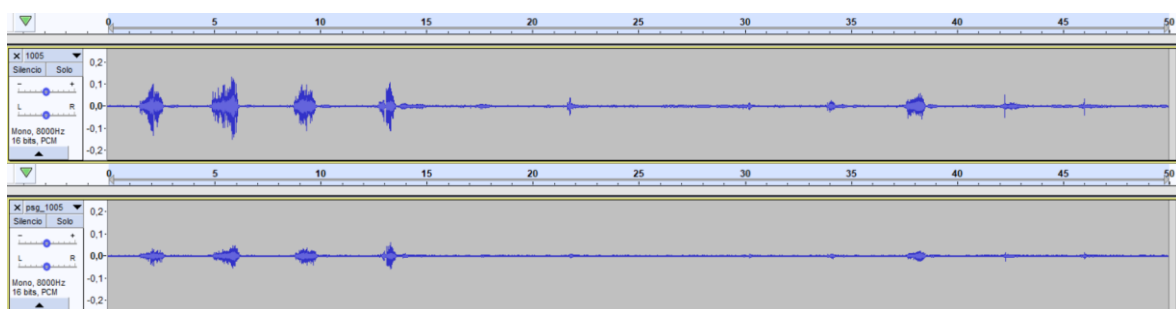 0, 5 10 15 20 25 30 35 40 45 50
× 1005 ▼
Silencio Solo
- +
L R
Mono, 8000Hz
16 bits, PCM
▲
0,2-
0,1-
0,0-
-0,1-
-0,2-
0, 5 10 15 20 25 30 35 40 45 50
× psg_1005 ▼
Silencio Solo
- +
L R
Mono, 8000Hz
16 bits, PCM
▲
0,2-
0,1-
0,0-
-0,1-
-0,2-